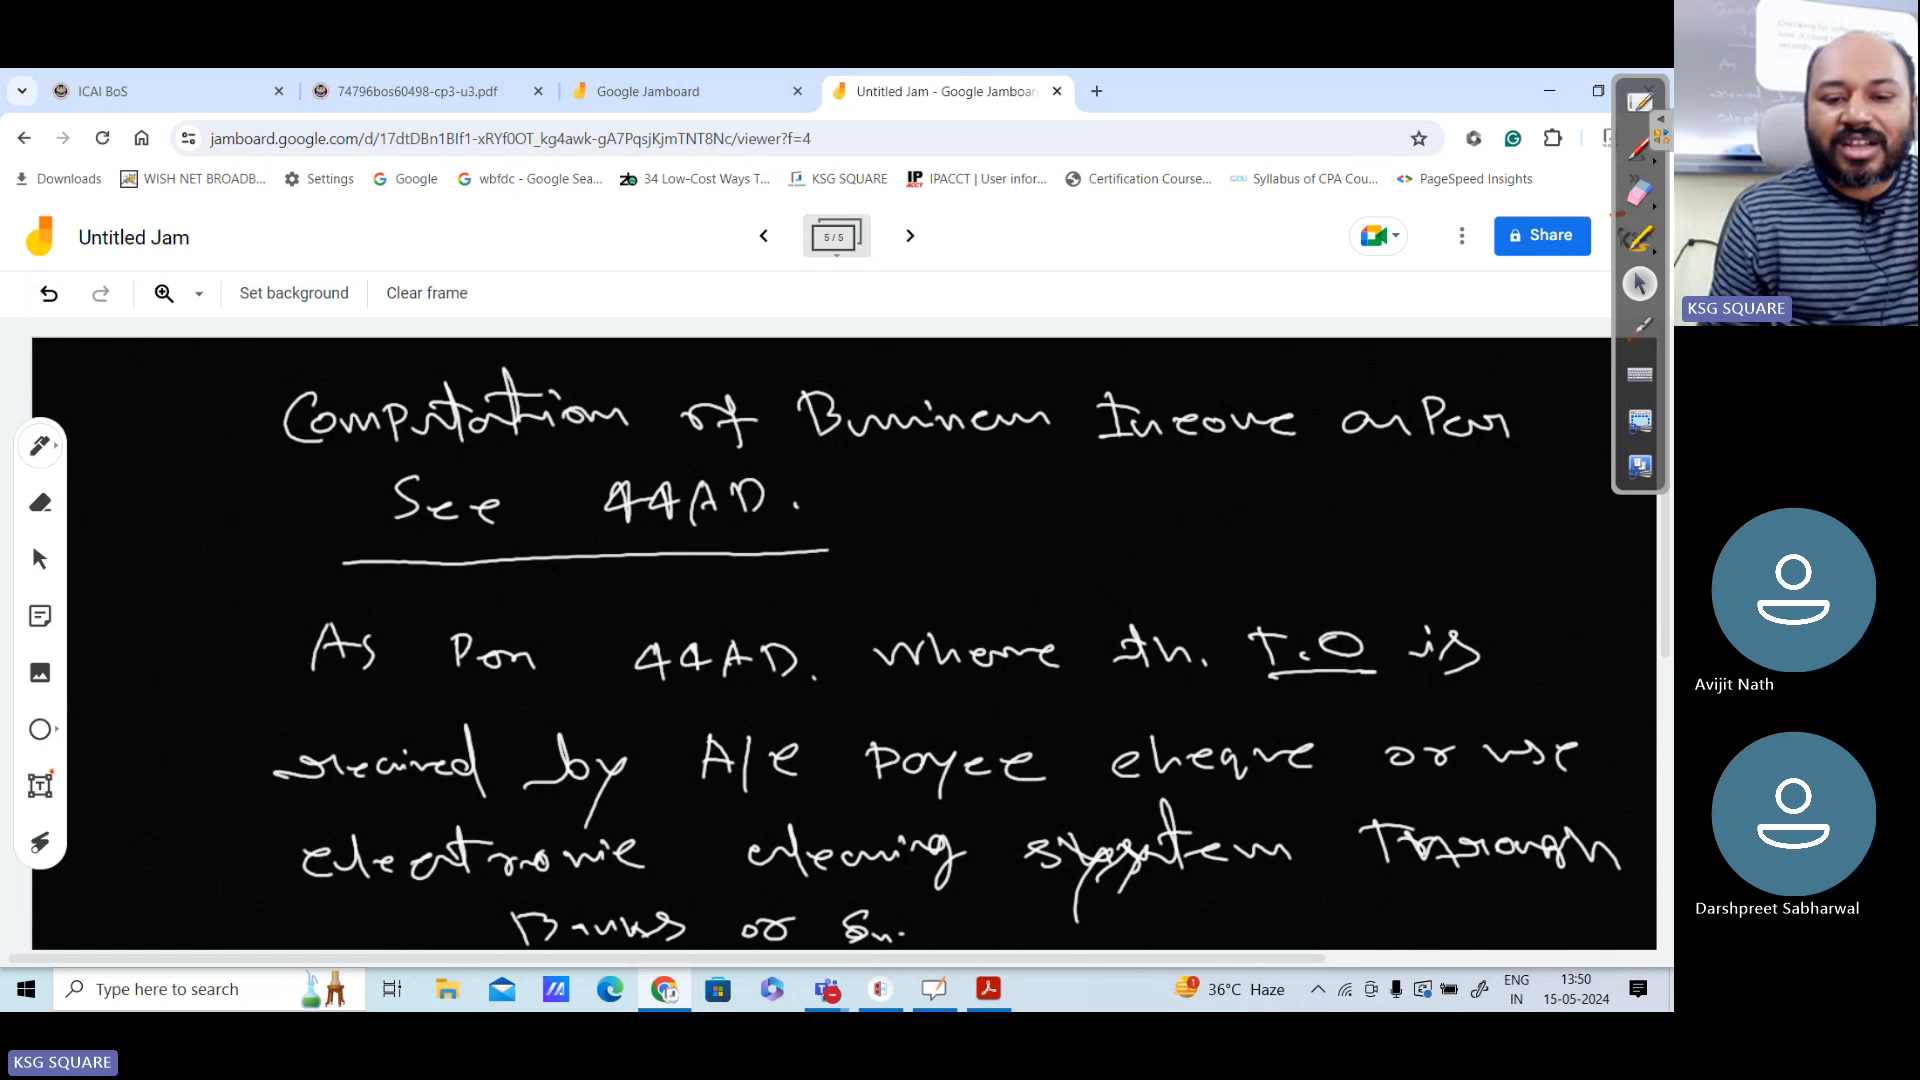 ICAI BoS
74796bos60498-cp3-u3.pdf
Google Jamboard
Untitled Jam - Google Jamboar
jamboard.google.com/d/17dtDBn1BIf1-xRYf0OT_kg4awk-gA7PqsjKjmTNT8Nc/viewer?f=4
Downloads WISH NET BROADB... Settings Google wbfdc - Google Sea... 34 Low-Cost Ways T... KSG SQUARE IPACCT | User infor... Certification Course... Syllabus of CPA Cou... PageSpeed Insights
Untitled Jam
5 / 5
Share
Set background
Clear frame
KSG SQUARE
Computation of Business Income as Per
Sec 44AD.
As Per 44AD. Where the T.O is
received by A/c Payee cheque or use
electronic clearing system Through
Banks or
Avijit Nath
Darshpreet Sabharwal
Type here to search
36°C Haze
ENG
IN
13:50
15-05-2024
KSG SQUARE